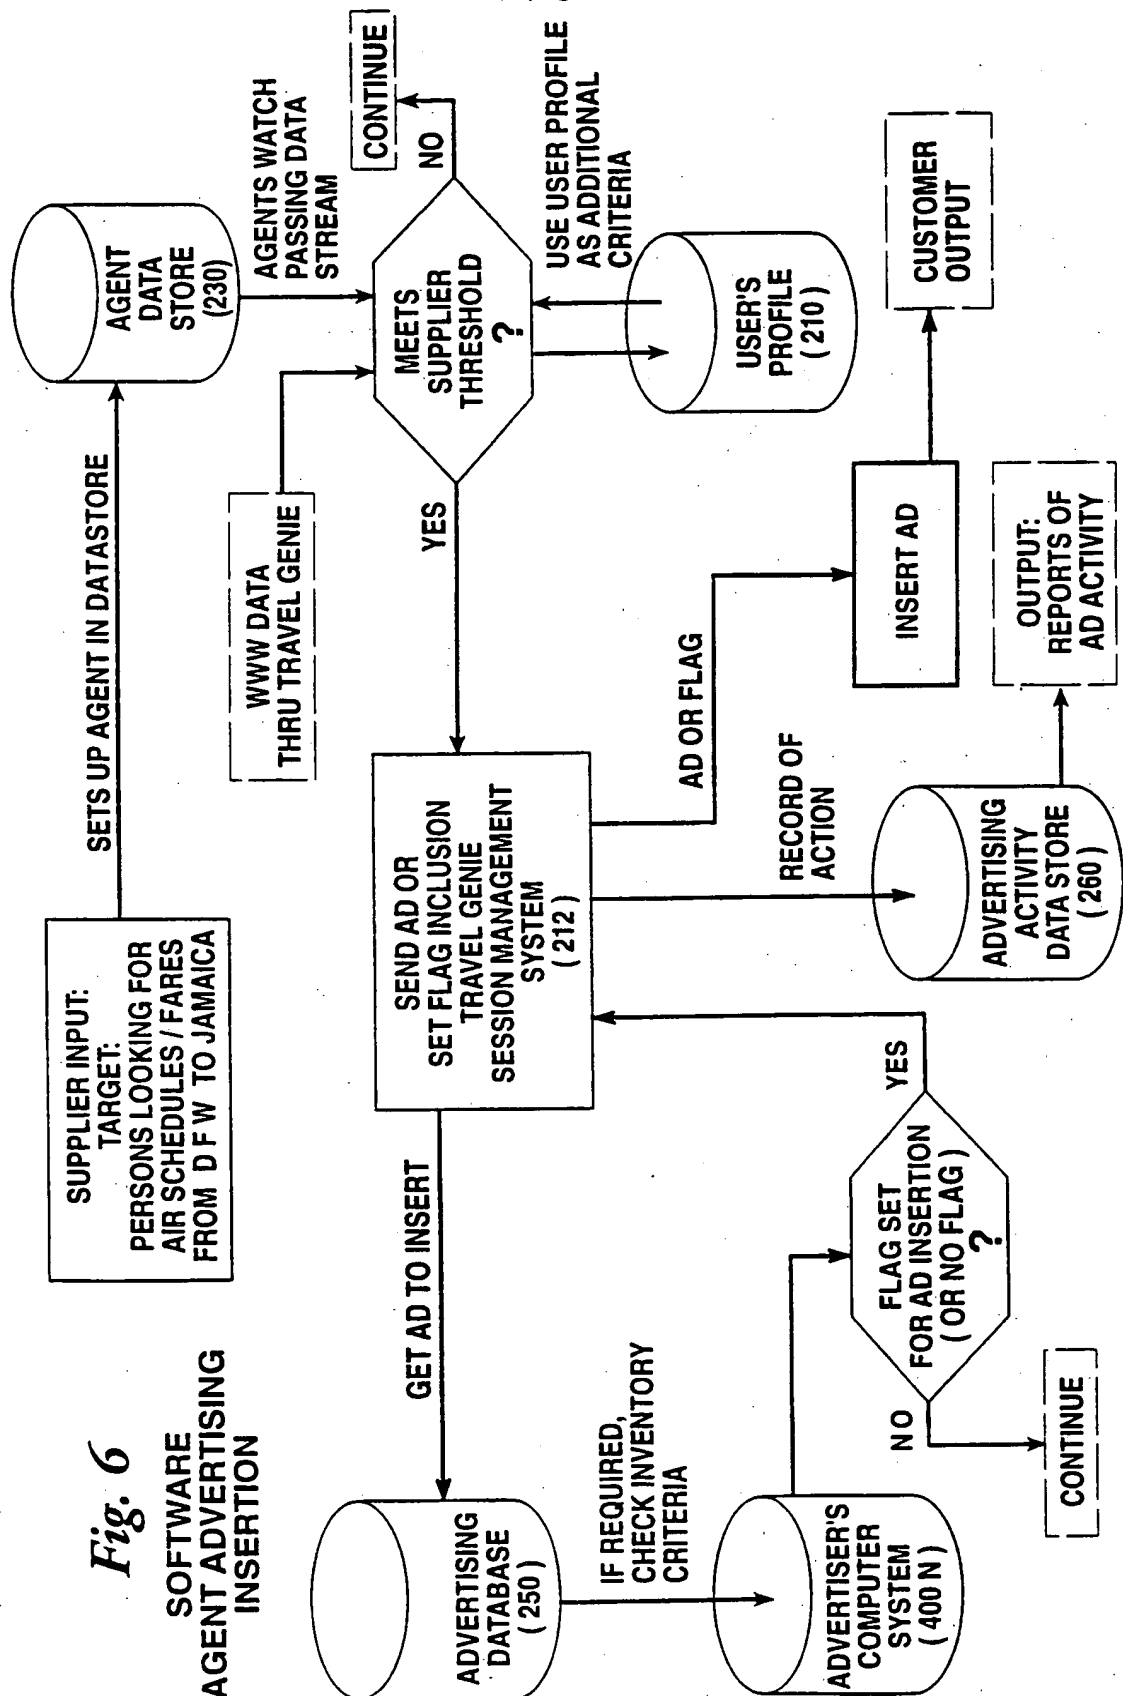 Fig. 6
SOFTWARE
AGENT ADVERTISING
INSERTION
SUPPLIER INPUT:
TARGET:
PERSONS LOOKING FOR
AIR SCHEDULES / FARES
FROM D F W TO JAMAICA
SETS UP AGENT IN DATASTORE
AGENT
DATA
STORE
(230)
WWW DATA
THRU TRAVEL GENIE
AGENTS WATCH
PASSING DATA
STREAM
MEETS
SUPPLIER
THRESHOLD
?
NO
CONTINUE
YES
USE USER PROFILE
AS ADDITIONAL
CRITERIA
USER'S
PROFILE
( 210 )
SEND AD OR
SET FLAG INCLUSION
TRAVEL GENIE
SESSION MANAGEMENT
SYSTEM
( 212 )
GET AD TO INSERT
ADVERTISING
DATABASE
( 250 )
IF REQUIRED,
CHECK INVENTORY
CRITERIA
ADVERTISER'S
COMPUTER
SYSTEM
( 400 N )
FLAG SET
FOR AD INSERTION
( OR NO FLAG )
?
NO
CONTINUE
YES
RECORD OF
ACTION
ADVERTISING
ACTIVITY
DATA STORE
( 260 )
OUTPUT:
REPORTS OF
AD ACTIVITY
AD OR FLAG
INSERT AD
CUSTOMER
OUTPUT